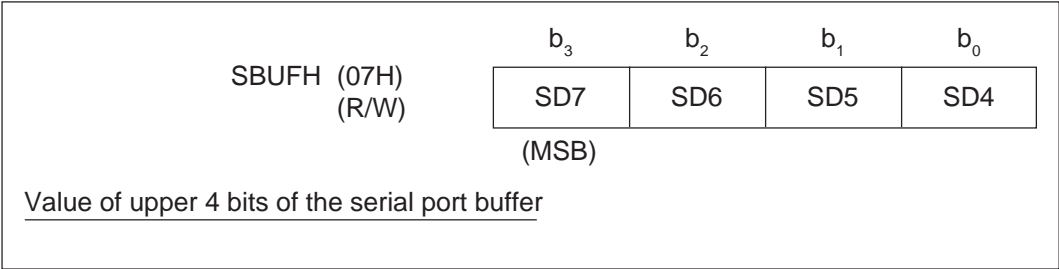 b3 b2 b1 b0
SBUFH (07H) SD7 SD6 SD5 SD4
(R/W)
(MSB)
Value of upper 4 bits of the serial port buffer